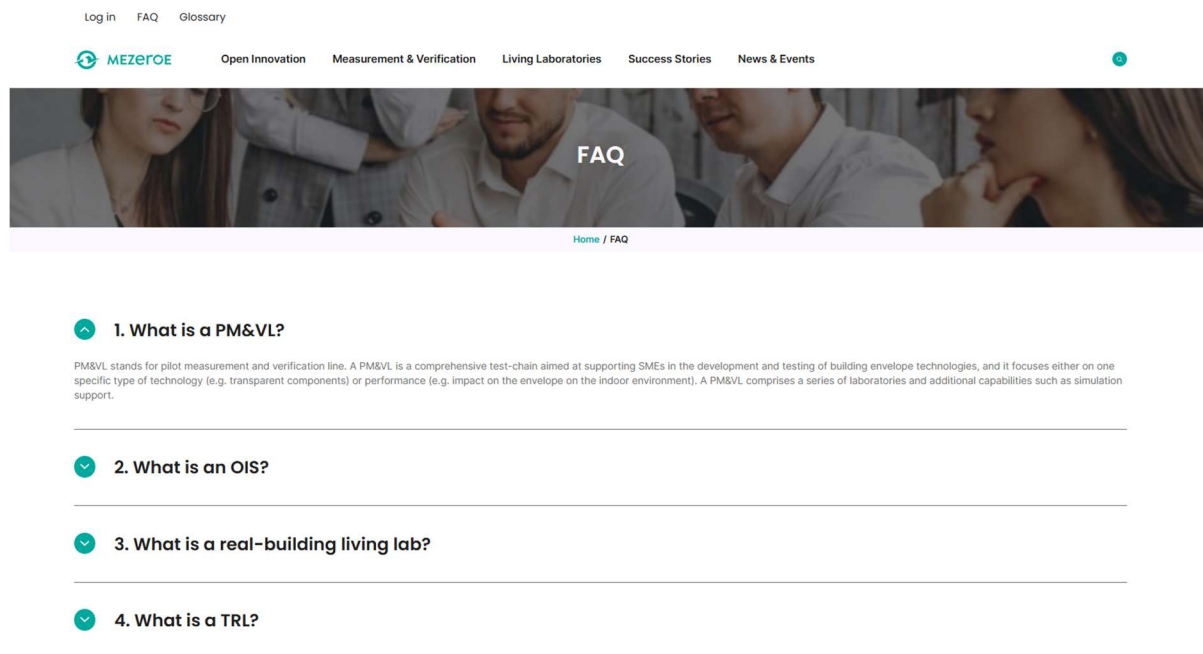 Log in FAQ Glossary
MEZeroE Open Innovation Measurement & Verification Living Laboratories Success Stories News & Events
FAQ
Home / FAQ
1. What is a PM&VL?
PM&VL stands for pilot measurement and verification line. A PM&VL is a comprehensive test-chain aimed at supporting SMEs in the development and testing of building envelope technologies, and it focuses either on one
specific type of technology (e.g. transparent components) or performance (e.g. impact on the envelope on the indoor environment). A PM&VL comprises a series of laboratories and additional capabilities such as simulation
support.
2. What is an OIS?
3. What is a real-building living lab?
4. What is a TRL?